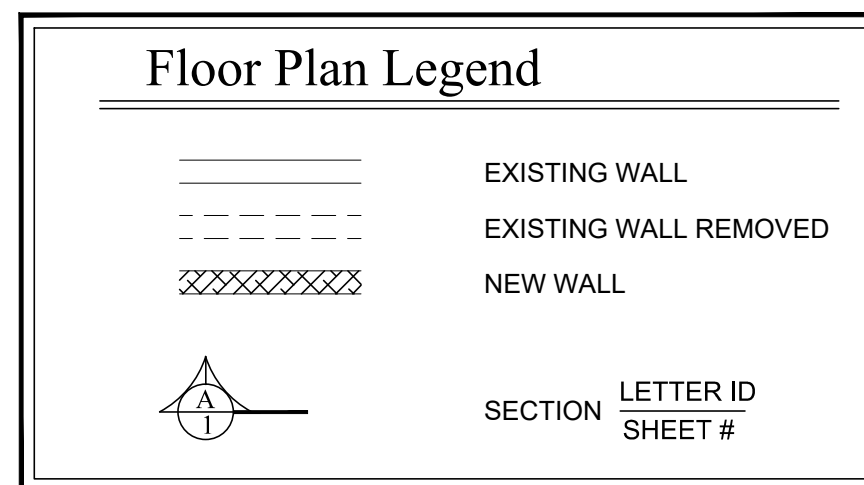 Floor Plan Legend
EXISTING WALL
EXISTING WALL REMOVED
NEW WALL
A
1
SECTION LETTER ID
SHEET #